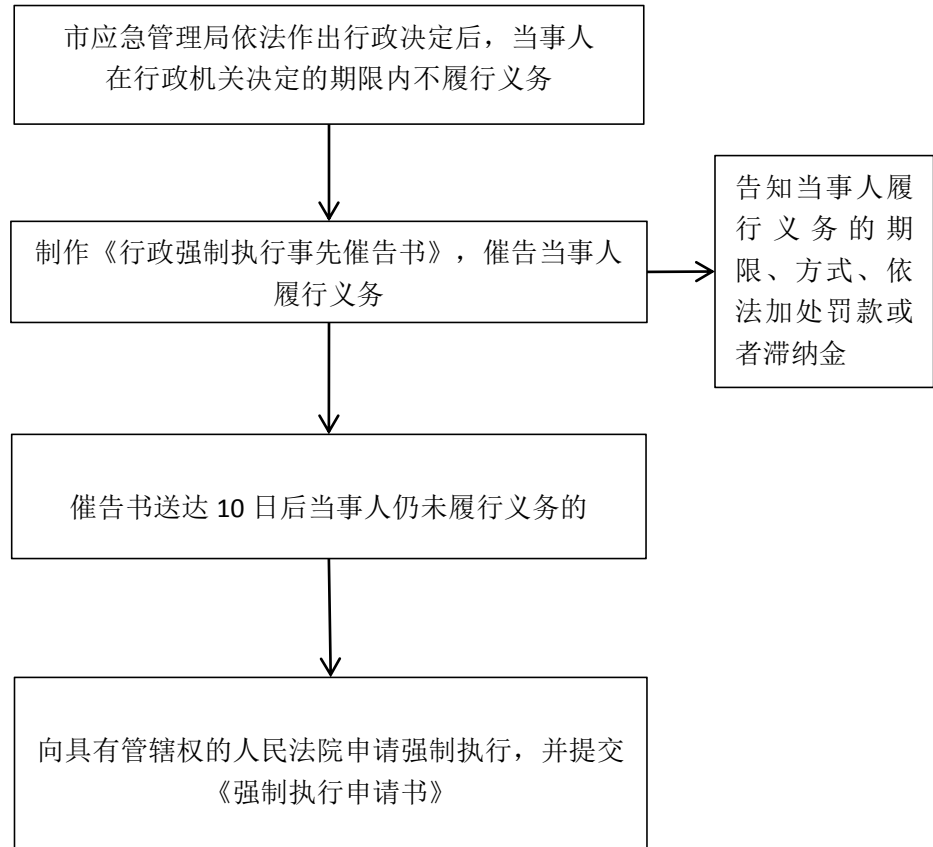 市应急管理局依法作出行政决定后，当事人
在行政机关决定的期限内不履行义务
制作《行政强制执行事先催告书》，催告当事人
履行义务
告知当事人履
行义务的期
限、方式、依
法加处罚款或
者滞纳金
催告书送达 10 日后当事人仍未履行义务的
向具有管辖权的人民法院申请强制执行，并提交
《强制执行申请书》